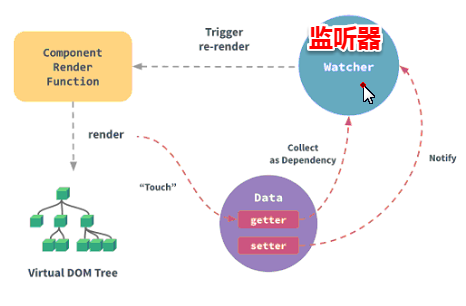 Trigger
re-render
监听器
Component
Render
Function
Watcher
render
Collect
as Dependency
Notify
“Touch”
Data
getter
setter
Virtual DOM Tree